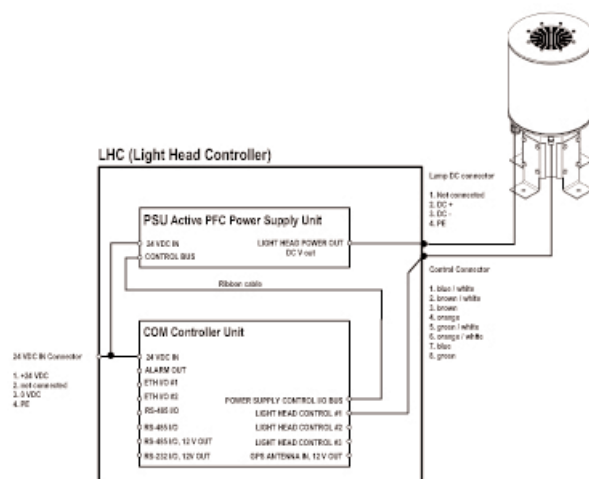 LHC (Light Head Controller)
Lamp DC connector
1. Not connected
2. DC +
3. DC -
4. PE
PSU Active PFC Power Supply Unit
24 VDC IN
CONTROL BUS
LIGHT HEAD POWER OUT
DC V out
Ribbon cable
Control Connector
1. blue / white
2. brown / white
3. brown
4. orange
5. green / white
6. orange / white
7. blue
8. green
24 VDC IN Connector
1. +24 VDC
2. not connected
3. 0 VDC
4. PE
COM Controller Unit
24 VDC IN
ALARM OUT
ETH I/O #1
ETH I/O #2
RS-485 I/O
RS-485 I/O
RS-485 I/O, 12 V OUT
RS-232 I/O, 12V OUT
POWER SUPPLY CONTROL I/O BUS
LIGHT HEAD CONTROL #1
LIGHT HEAD CONTROL #2
LIGHT HEAD CONTROL #3
GPS ANTENNA IN, 12 V OUT